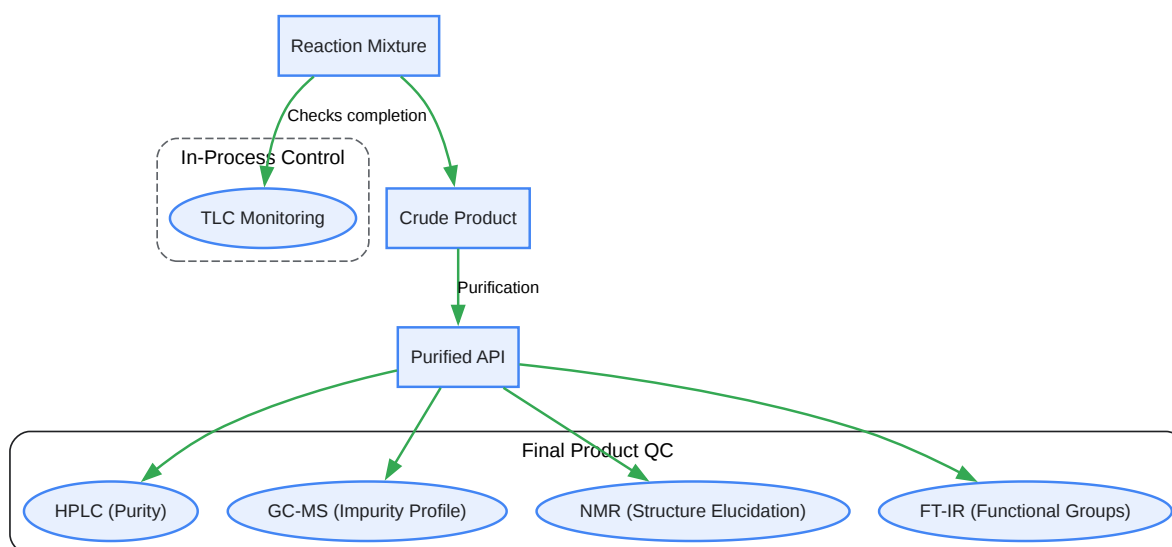 Reaction Mixture
Checks completion
In-Process Control
TLC Monitoring
Crude Product
Purification
Purified API
Final Product QC
HPLC (Purity)
GC-MS (Impurity Profile)
NMR (Structure Elucidation)
FT-IR (Functional Groups)